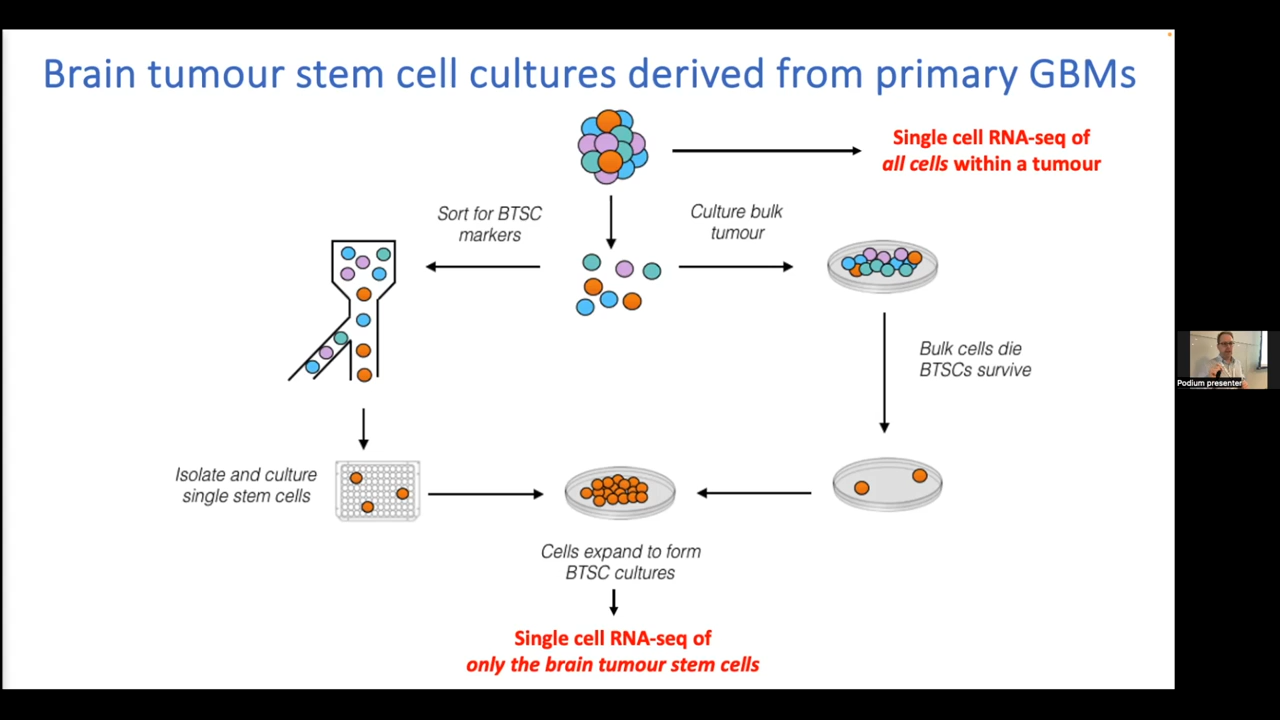 Brain tumour stem cell cultures derived from primary GBMs
Single cell RNA-seq of
all cells within a tumour
Sort for BTSC
markers
Culture bulk
tumour
Bulk cells die
BTSCs survive
Podium presenter
Isolate and culture
single stem cells
Cells expand to form
BTSC cultures
Single cell RNA-seq of
only the brain tumour stem cells